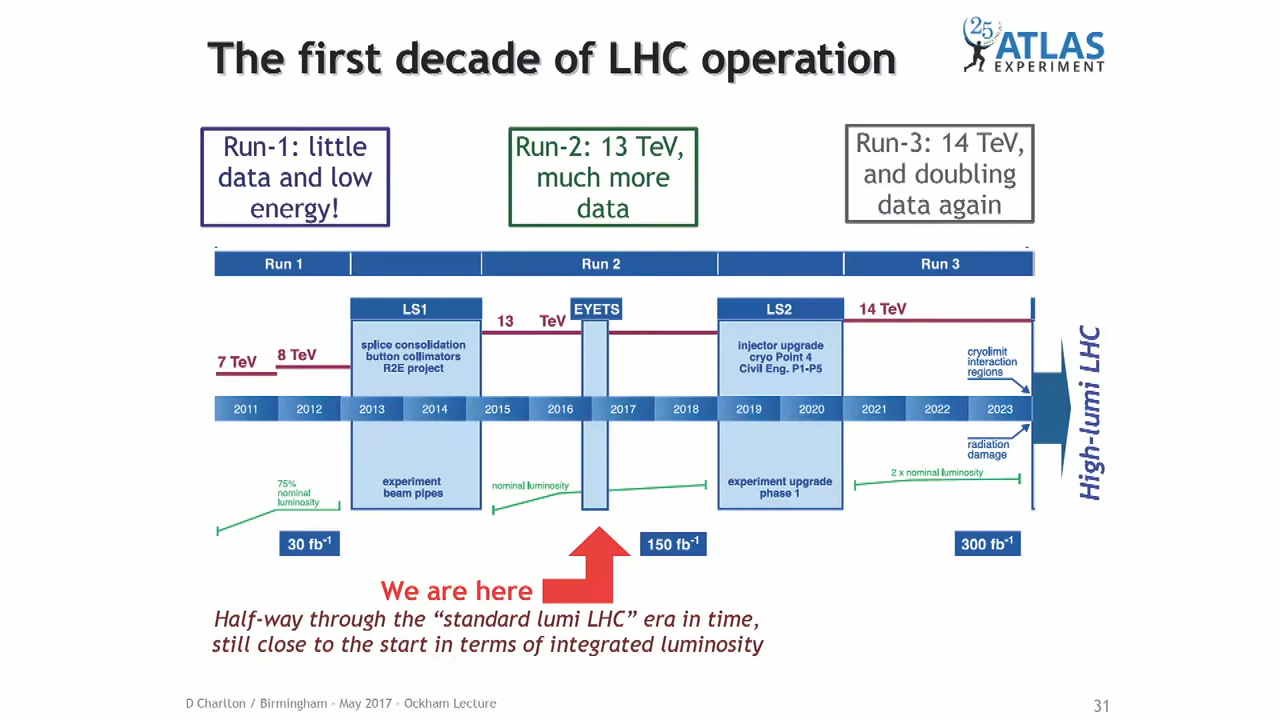 The first decade of LHC operation
25
ATLAS
EXPERIMENT
Run-1: little
data and low
energy!
Run-2: 13 TeV,
much more
data
Run-3: 14 TeV,
and doubling
data again
Run 1
Run 2
Run 3
LS1
EYETS
LS2
14 TeV
13 TeV
7 TeV
8 TeV
splice consolidation
button collimators
R2E project
injector upgrade
cryo Point 4
Civil Eng. P1-P5
cryolimit
interaction
regions
2011 2012 2013 2014 2015 2016 2017 2018 2019 2020 2021 2022 2023
High-lumi LHC
radiation
damage
75%
nominal
luminosity
experiment
beam pipes
nominal luminosity
experiment upgrade
phase 1
2 x nominal luminosity
30 fb⁻¹
150 fb⁻¹
300 fb⁻¹
We are here
Half-way through the “standard lumi LHC” era in time,
still close to the start in terms of integrated luminosity
D Charlton / Birmingham - May 2017 - Ockham Lecture
31